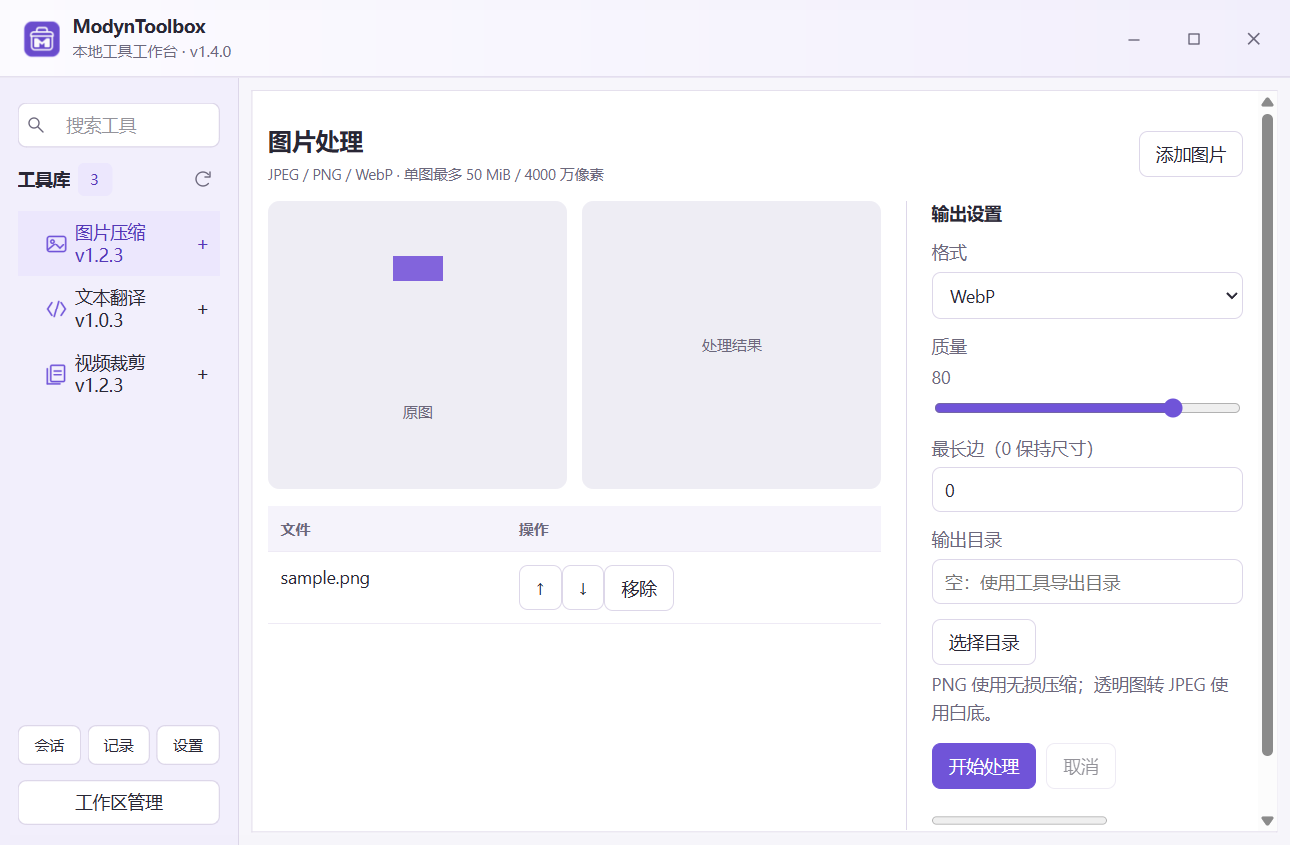 ModynToolbox
本地工具工作台 · v1.4.0
搜索工具
工具库 3
图片压缩
v1.2.3
+
文本翻译
v1.0.3
+
视频裁剪
v1.2.3
+
会话 记录 设置
工作区管理
图片处理
JPEG / PNG / WebP · 单图最多 50 MiB / 4000 万像素
添加图片
原图
处理结果
文件 操作
sample.png ↑ ↓ 移除
输出设置
格式
WebP
质量
80
最长边（0 保持尺寸）
0
输出目录
空：使用工具导出目录
选择目录
PNG 使用无损压缩；透明图转 JPEG 使
用白底。
开始处理 取消